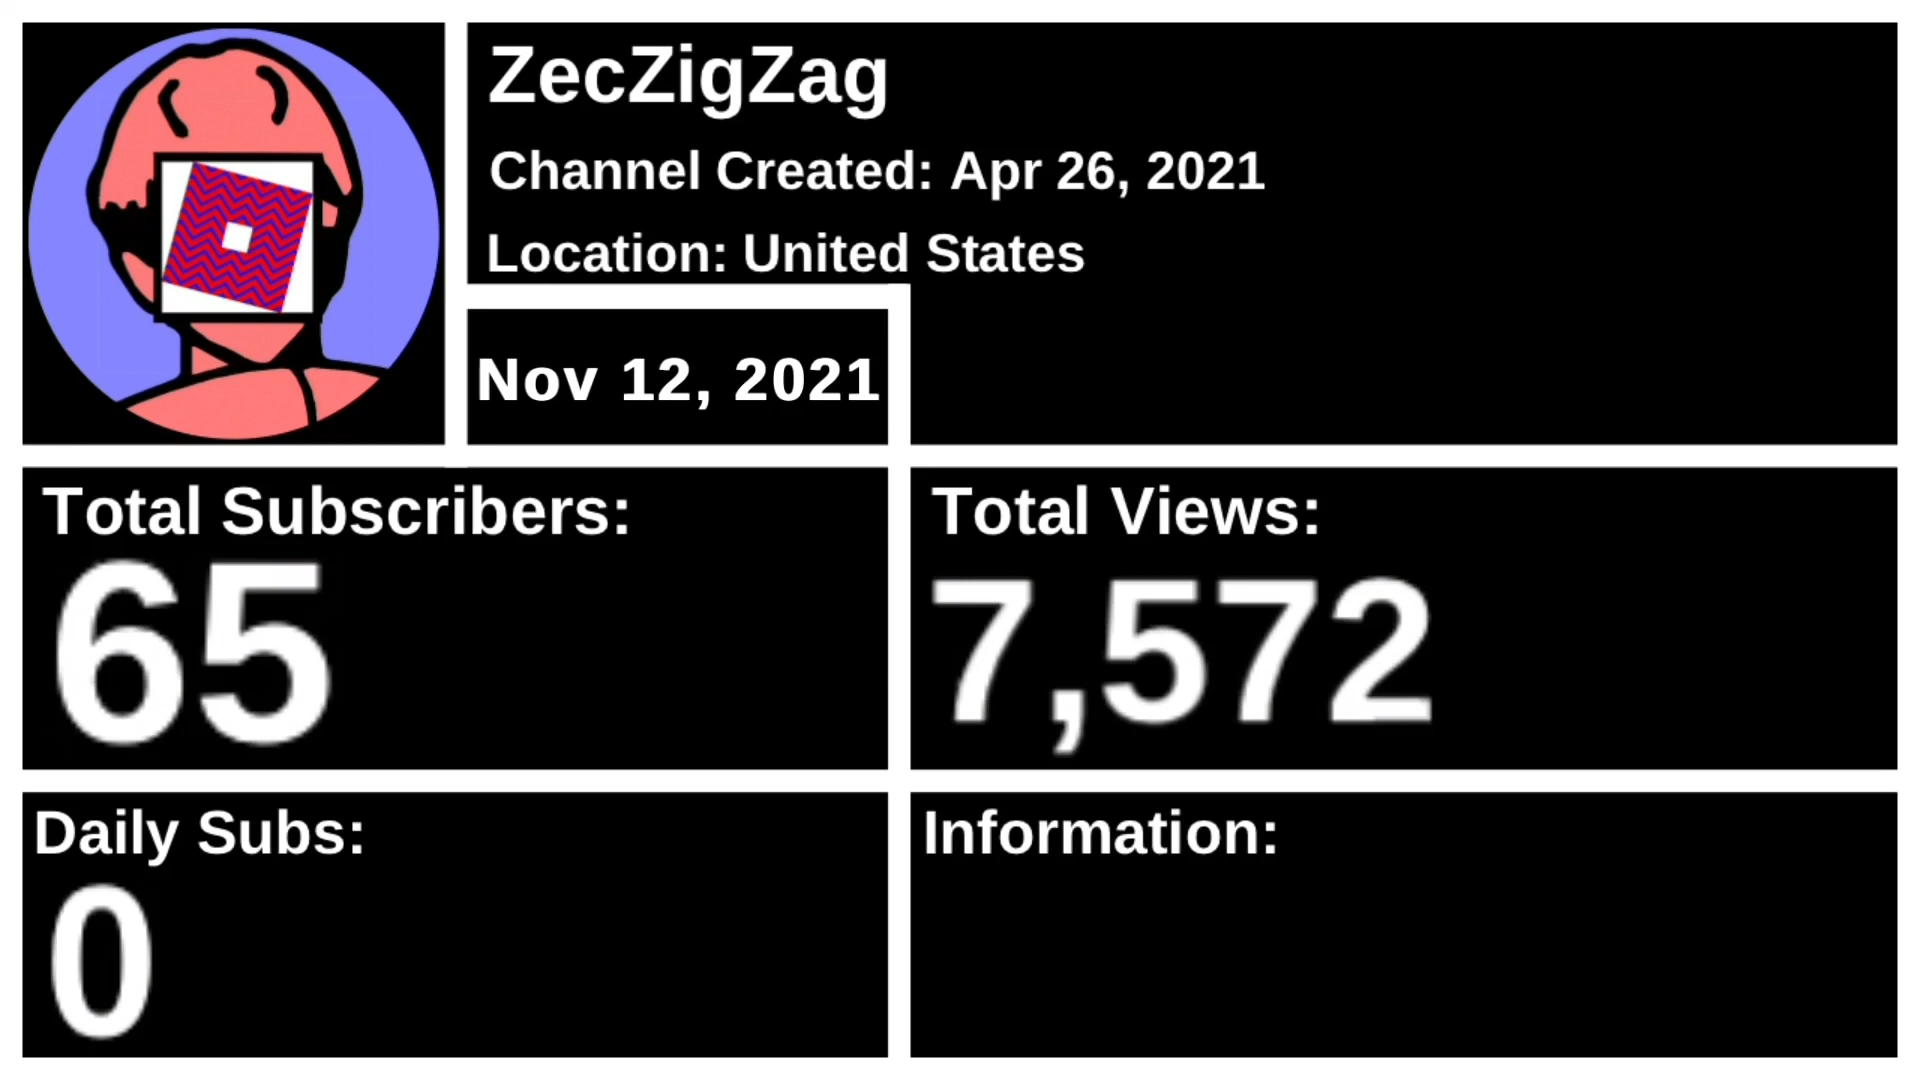 ZecZigZag
Channel Created: Apr 26, 2021
Location: United States
Nov 12, 2021
Total Subscribers:
65
Total Views:
7,572
Daily Subs:
0
Information: